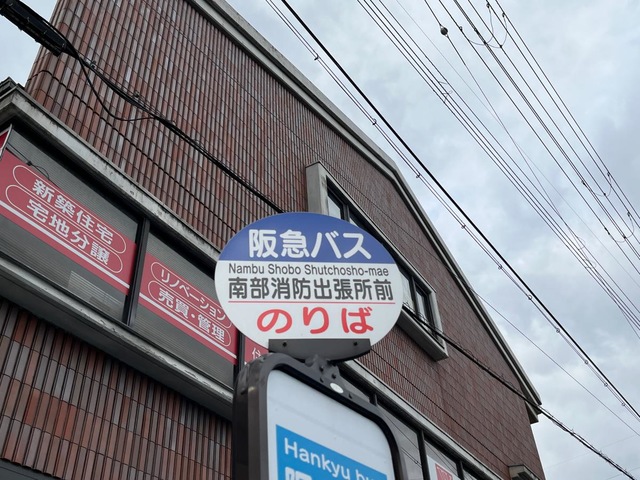 新築住宅
宅地分譲
リノベーション
売買・管理
阪急バス
Nambu Shobo Shutchosho-mae
南部消防出張所前
のりば
Hankyu